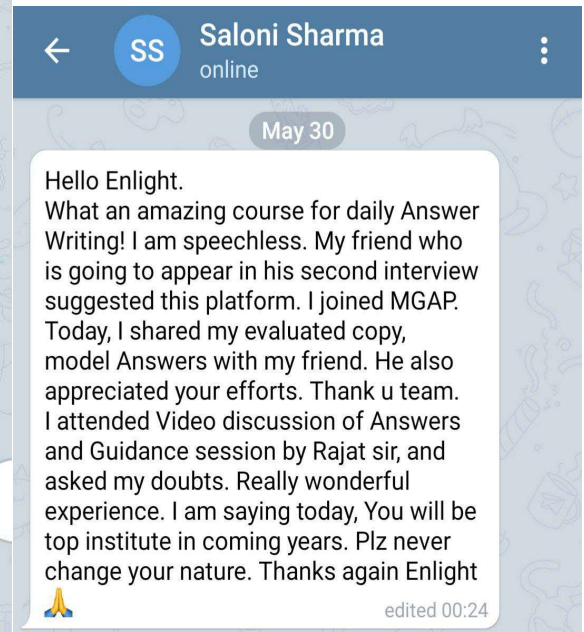 SS
Saloni Sharma
online
May 30
Hello Enlight.
What an amazing course for daily Answer
Writing! I am speechless. My friend who
is going to appear in his second interview
suggested this platform. I joined MGAP.
Today, I shared my evaluated copy,
model Answers with my friend. He also
appreciated your efforts. Thank u team.
I attended Video discussion of Answers
and Guidance session by Rajat sir, and
asked my doubts. Really wonderful
experience. I am saying today, You will be
top institute in coming years. Plz never
change your nature. Thanks again Enlight
🙏 edited 00:24